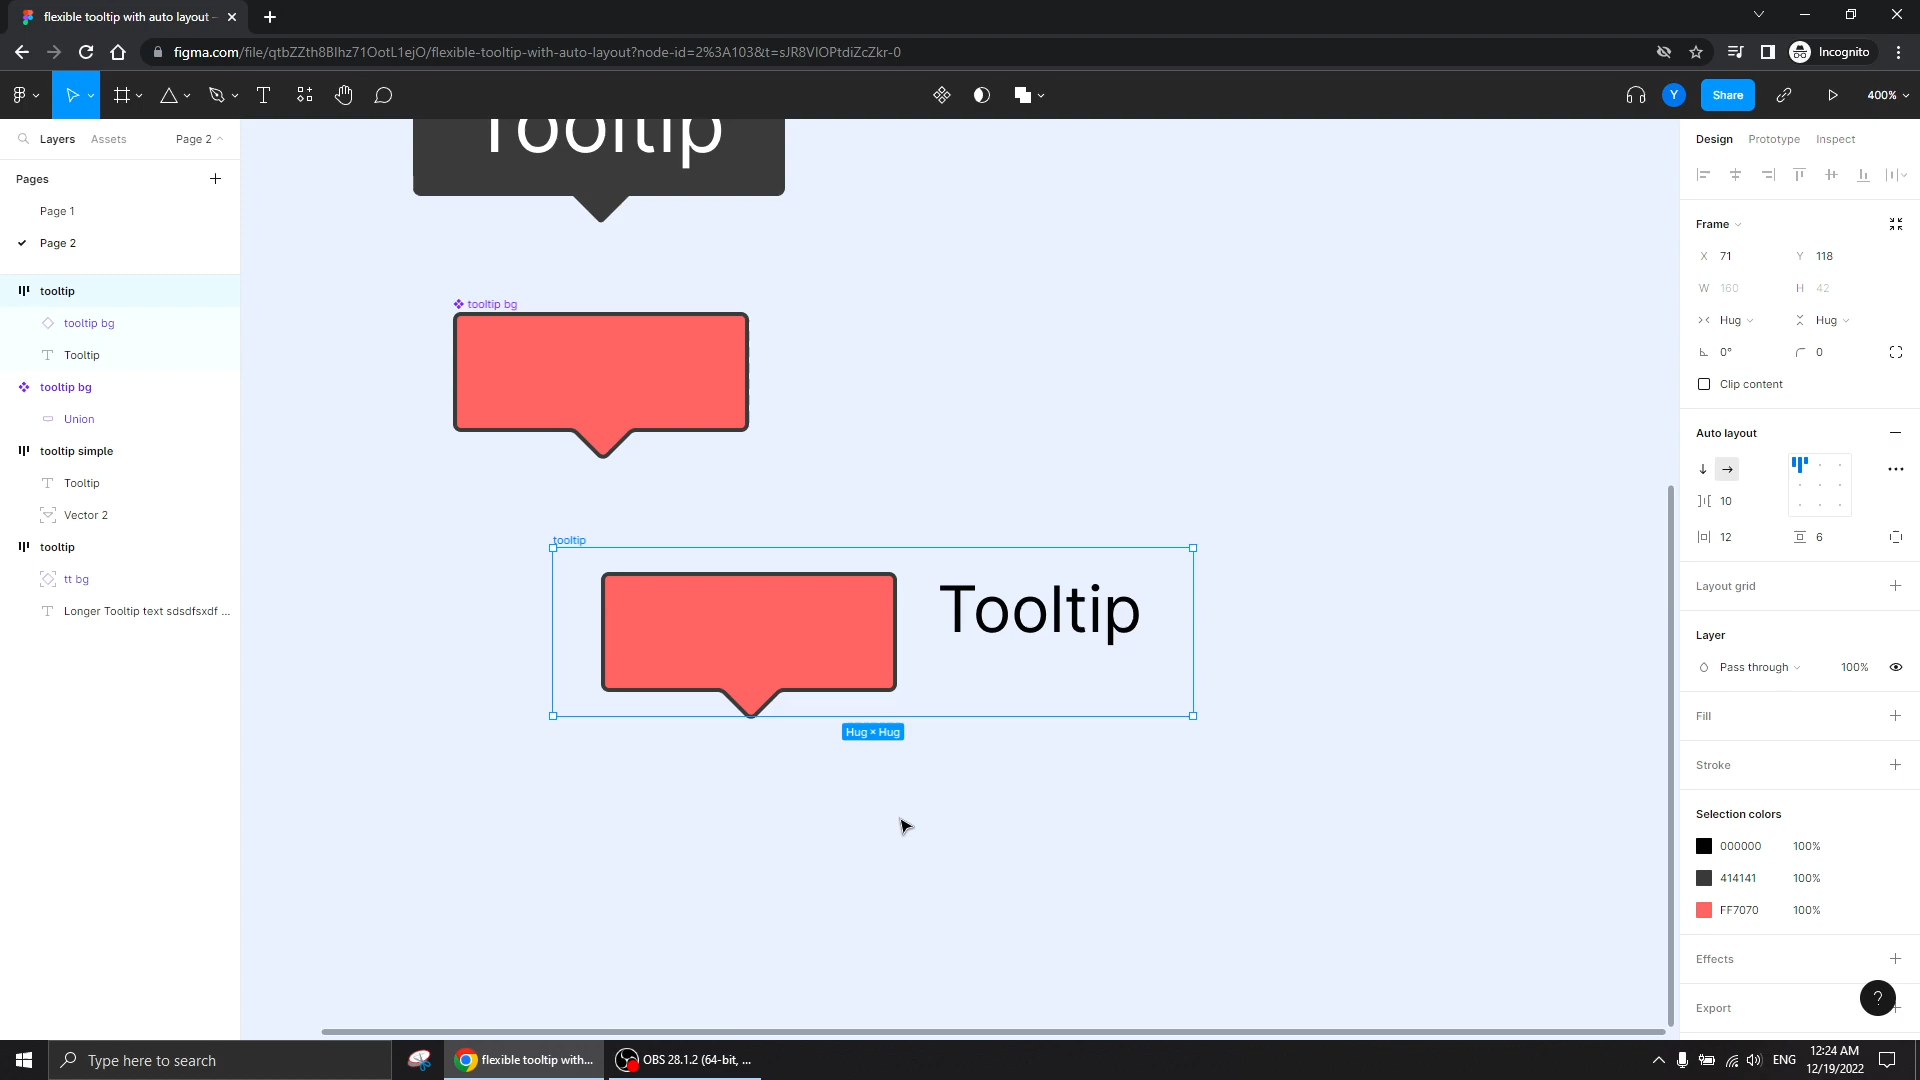 flexible tooltip with auto layout -
figma.com/file/qtbZZth8Blhz71OotL1ejO/flexible-tooltip-with-auto-layout?node-id=2%3A103&t=sJR8VIOPtdiZcZkr-0
Incognito
Y
Share
400%
Layers
Assets
Page 2
Pages
Page 1
Page 2
tooltip
tooltip bg
Tooltip
tooltip bg
Union
tooltip simple
Tooltip
Vector 2
tooltip
tt bg
Longer Tooltip text sdsdfsxdf ...
Tooltip
tooltip bg
tooltip
Tooltip
Hug × Hug
Design
Prototype
Inspect
Frame
X 71
Y 118
W 160
H 42
Hug
Hug
0°
0
Clip content
Auto layout
10
12
6
Layout grid
Layer
Pass through
100%
Fill
Stroke
Selection colors
000000 100%
414141 100%
FF7070 100%
Effects
Export
?
Type here to search
flexible tooltip with...
OBS 28.1.2 (64-bit, ...
ENG
12:24 AM
12/19/2022